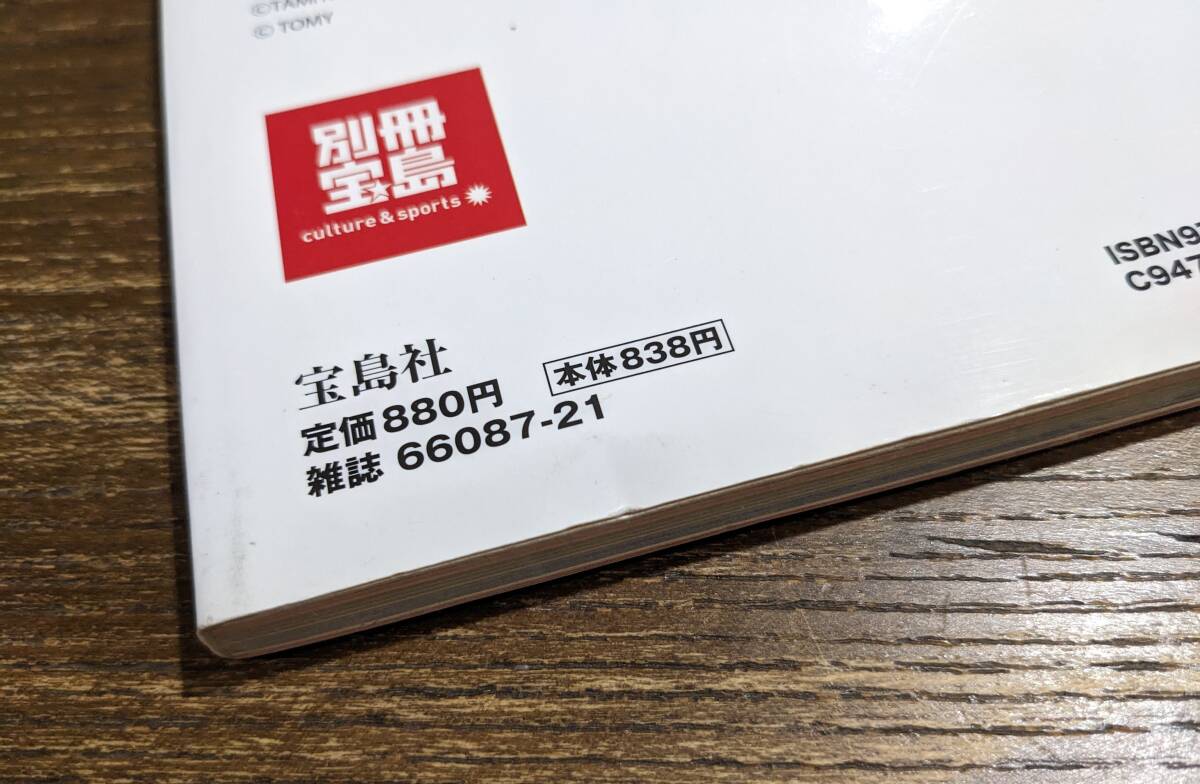 © TOMY
別冊
宝島
culture & sports
宝島社
定価880円 本体838円
雑誌 66087-21
ISBN97
C947